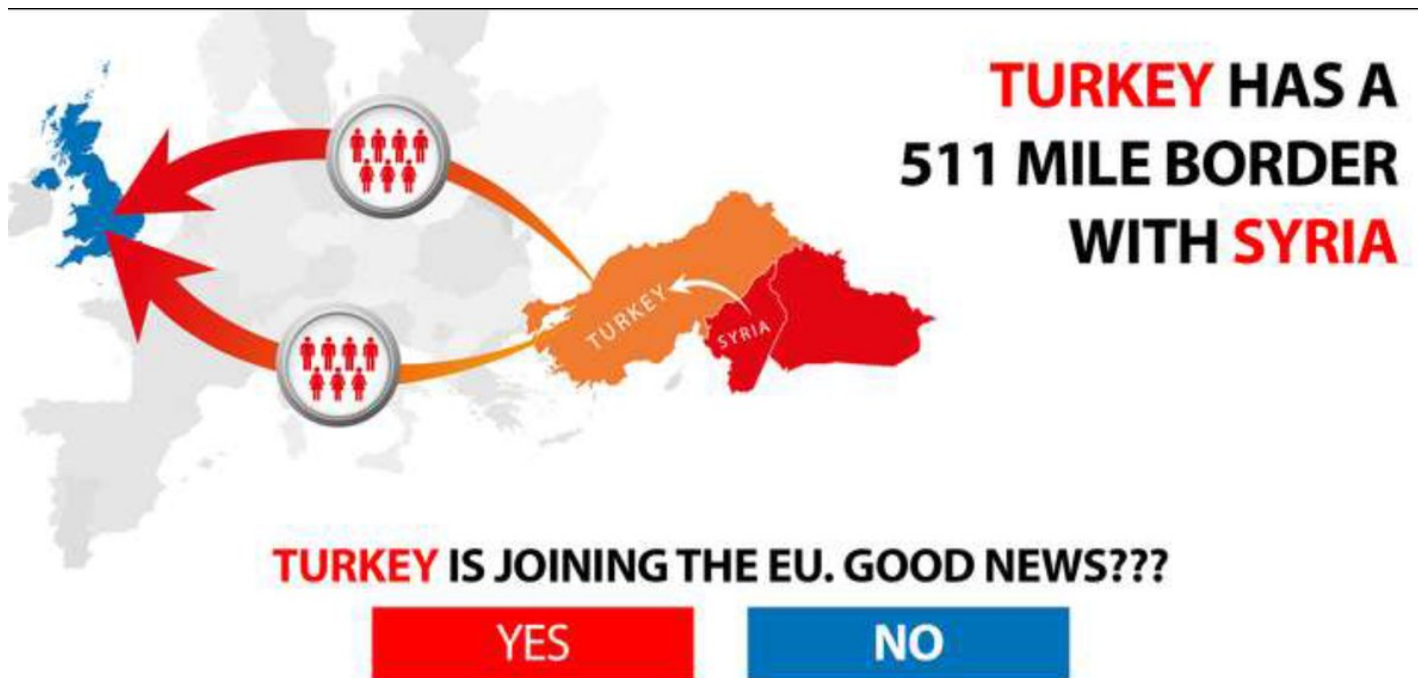 TURKEY HAS A
511 MILE BORDER
WITH SYRIA
TURKEY
SYRIA
TURKEY IS JOINING THE EU. GOOD NEWS???
YES
NO